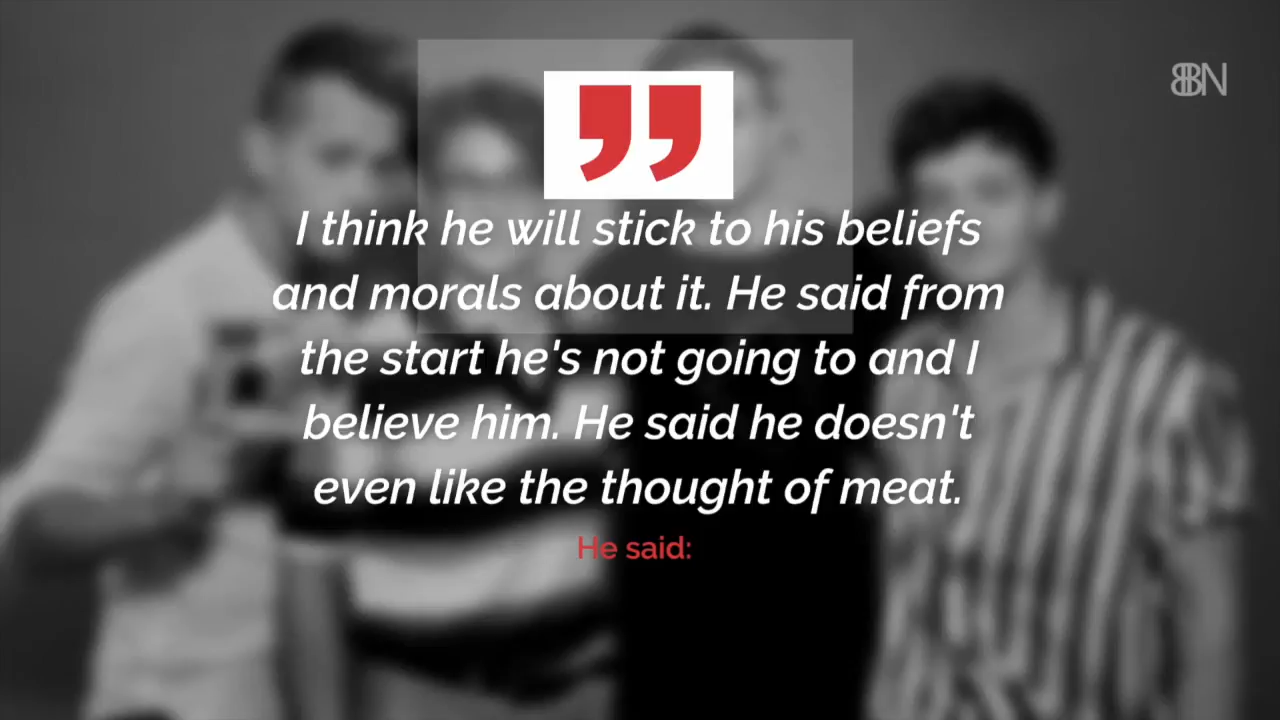 BBN
I think he will stick to his beliefs
and morals about it. He said from
the start he's not going to and I
believe him. He said he doesn't
even like the thought of meat.
He said: